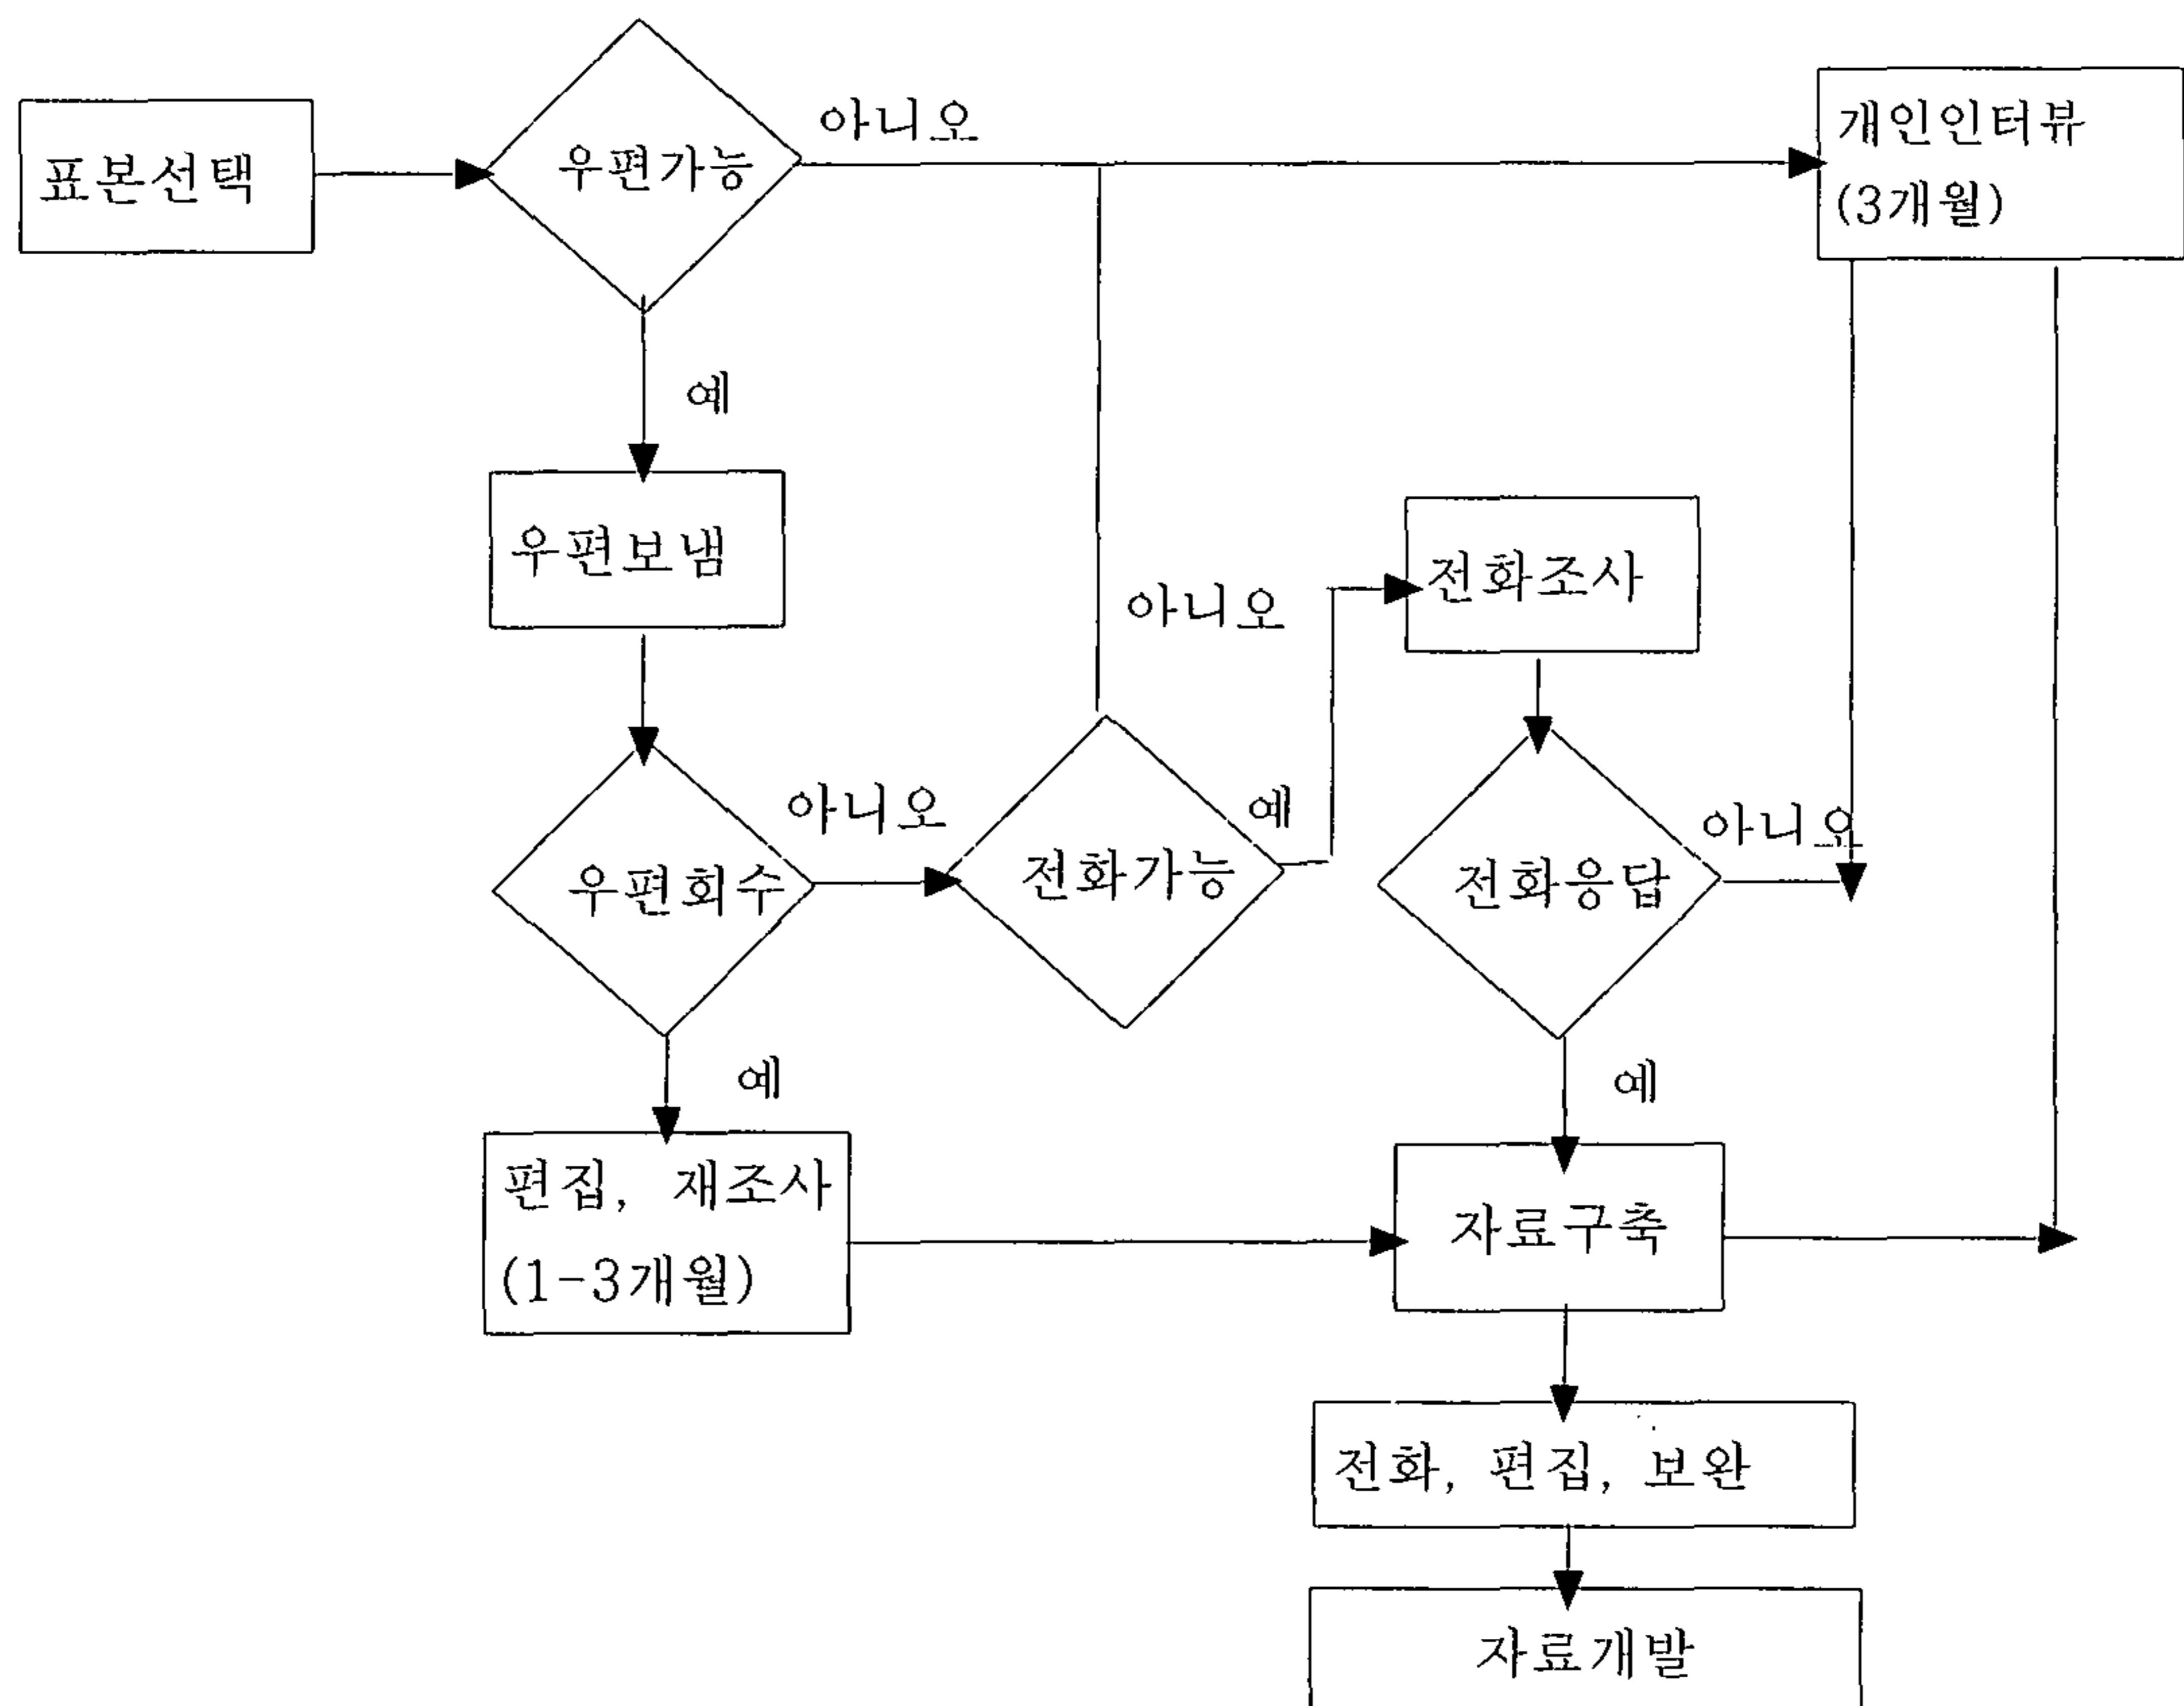 표본선택
우편가능
아니오
개인인터뷰
(3개월)
예
우편보냄
아니오
전화조사
우편회수
아니오
전화가능
예
전화응답
아니오
예
예
편집, 재조사
(1-3개월)
자료구축
전화, 편집, 보완
자료개발